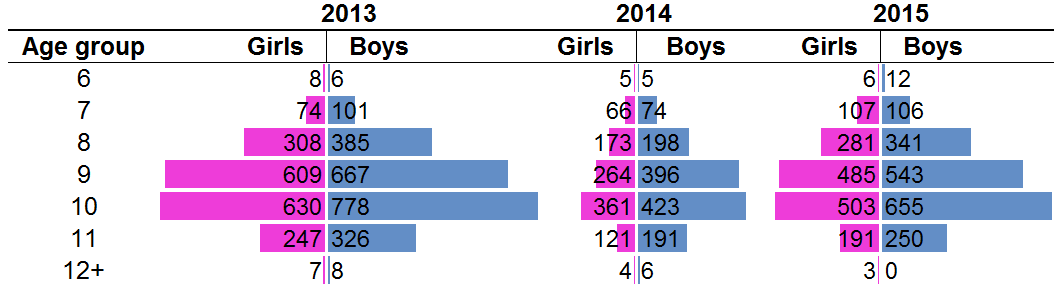 2013 2014 2015
Age group Girls Boys Girls Boys Girls Boys
6 8 6 5 5 6 12
7 74 101 66 74 107 106
8 308 385 173 198 281 341
9 609 667 264 396 485 543
10 630 778 361 423 503 655
11 247 326 121 191 191 250
12+ 7 8 4 6 3 0